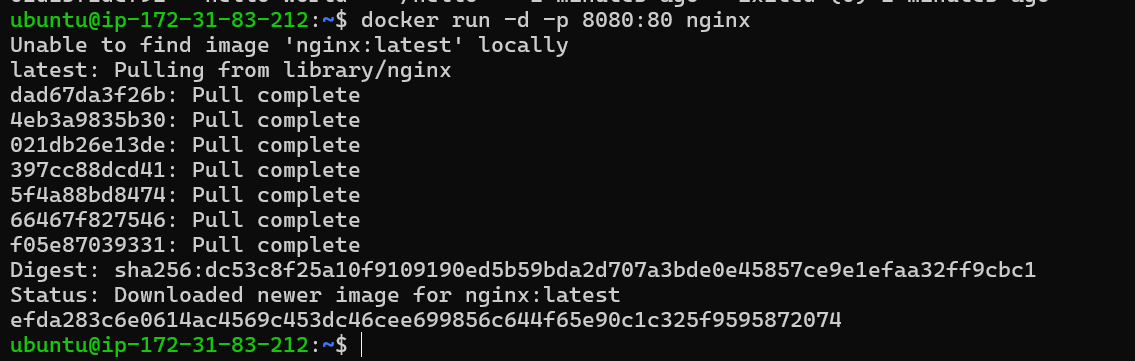 ubuntu@ip-172-31-83-212:~$ docker run -d -p 8080:80 nginx
Unable to find image 'nginx:latest' locally
latest: Pulling from library/nginx
dad67da3f26b: Pull complete
4eb3a9835b30: Pull complete
021db26e13de: Pull complete
397cc88dcd41: Pull complete
5f4a88bd8474: Pull complete
66467f827546: Pull complete
f05e87039331: Pull complete
Digest: sha256:dc53c8f25a10f9109190ed5b59bda2d707a3bde0e45857ce9e1efaa32ff9cbc1
Status: Downloaded newer image for nginx:latest
efda283c6e0614ac4569c453dc46cee699856c644f65e90c1c325f9595872074
ubuntu@ip-172-31-83-212:~$